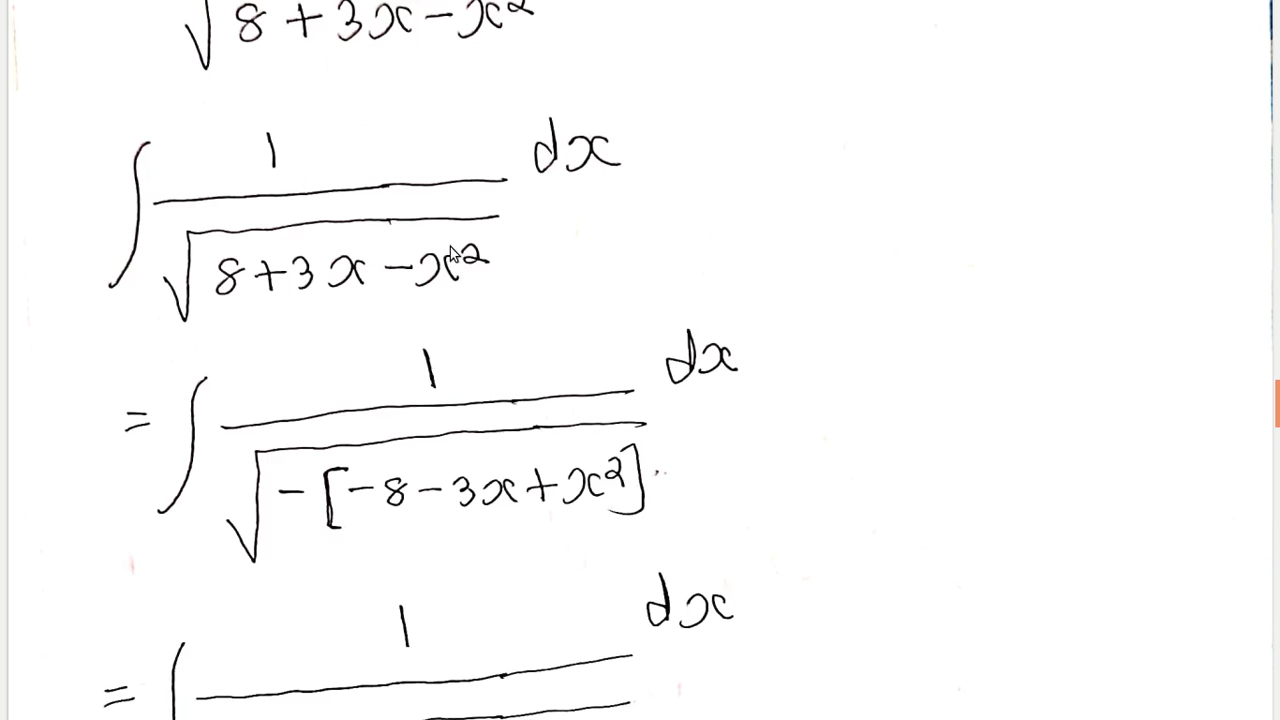 √8 + 3x - x²
∫ 1 / √(8 + 3x - x²) dx
= ∫ 1 / √(-[-8 - 3x + x²]) dx
= ∫ 1 dx